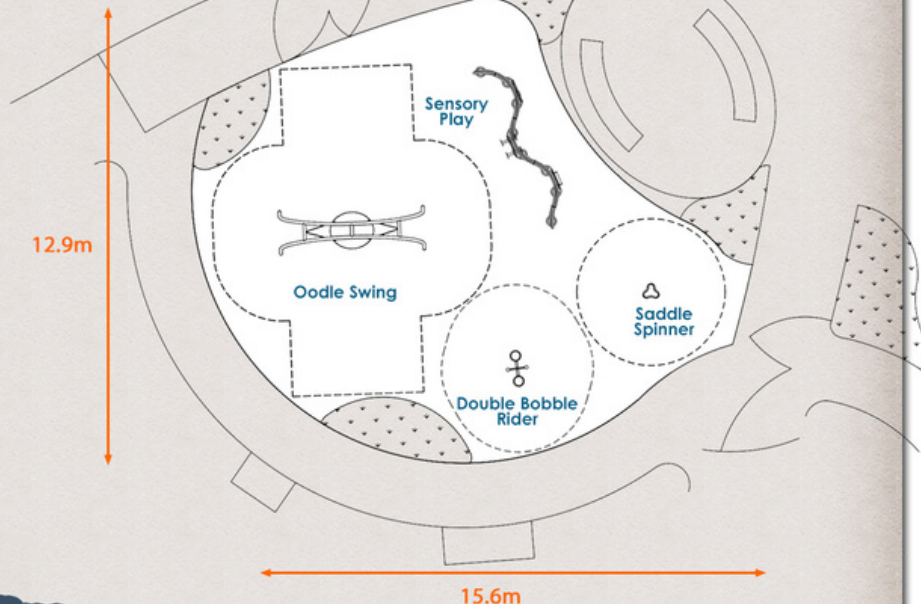 Sensory
Play
12.9m
Oodle Swing
Saddle
Spinner
Double Bobble
Rider
15.6m